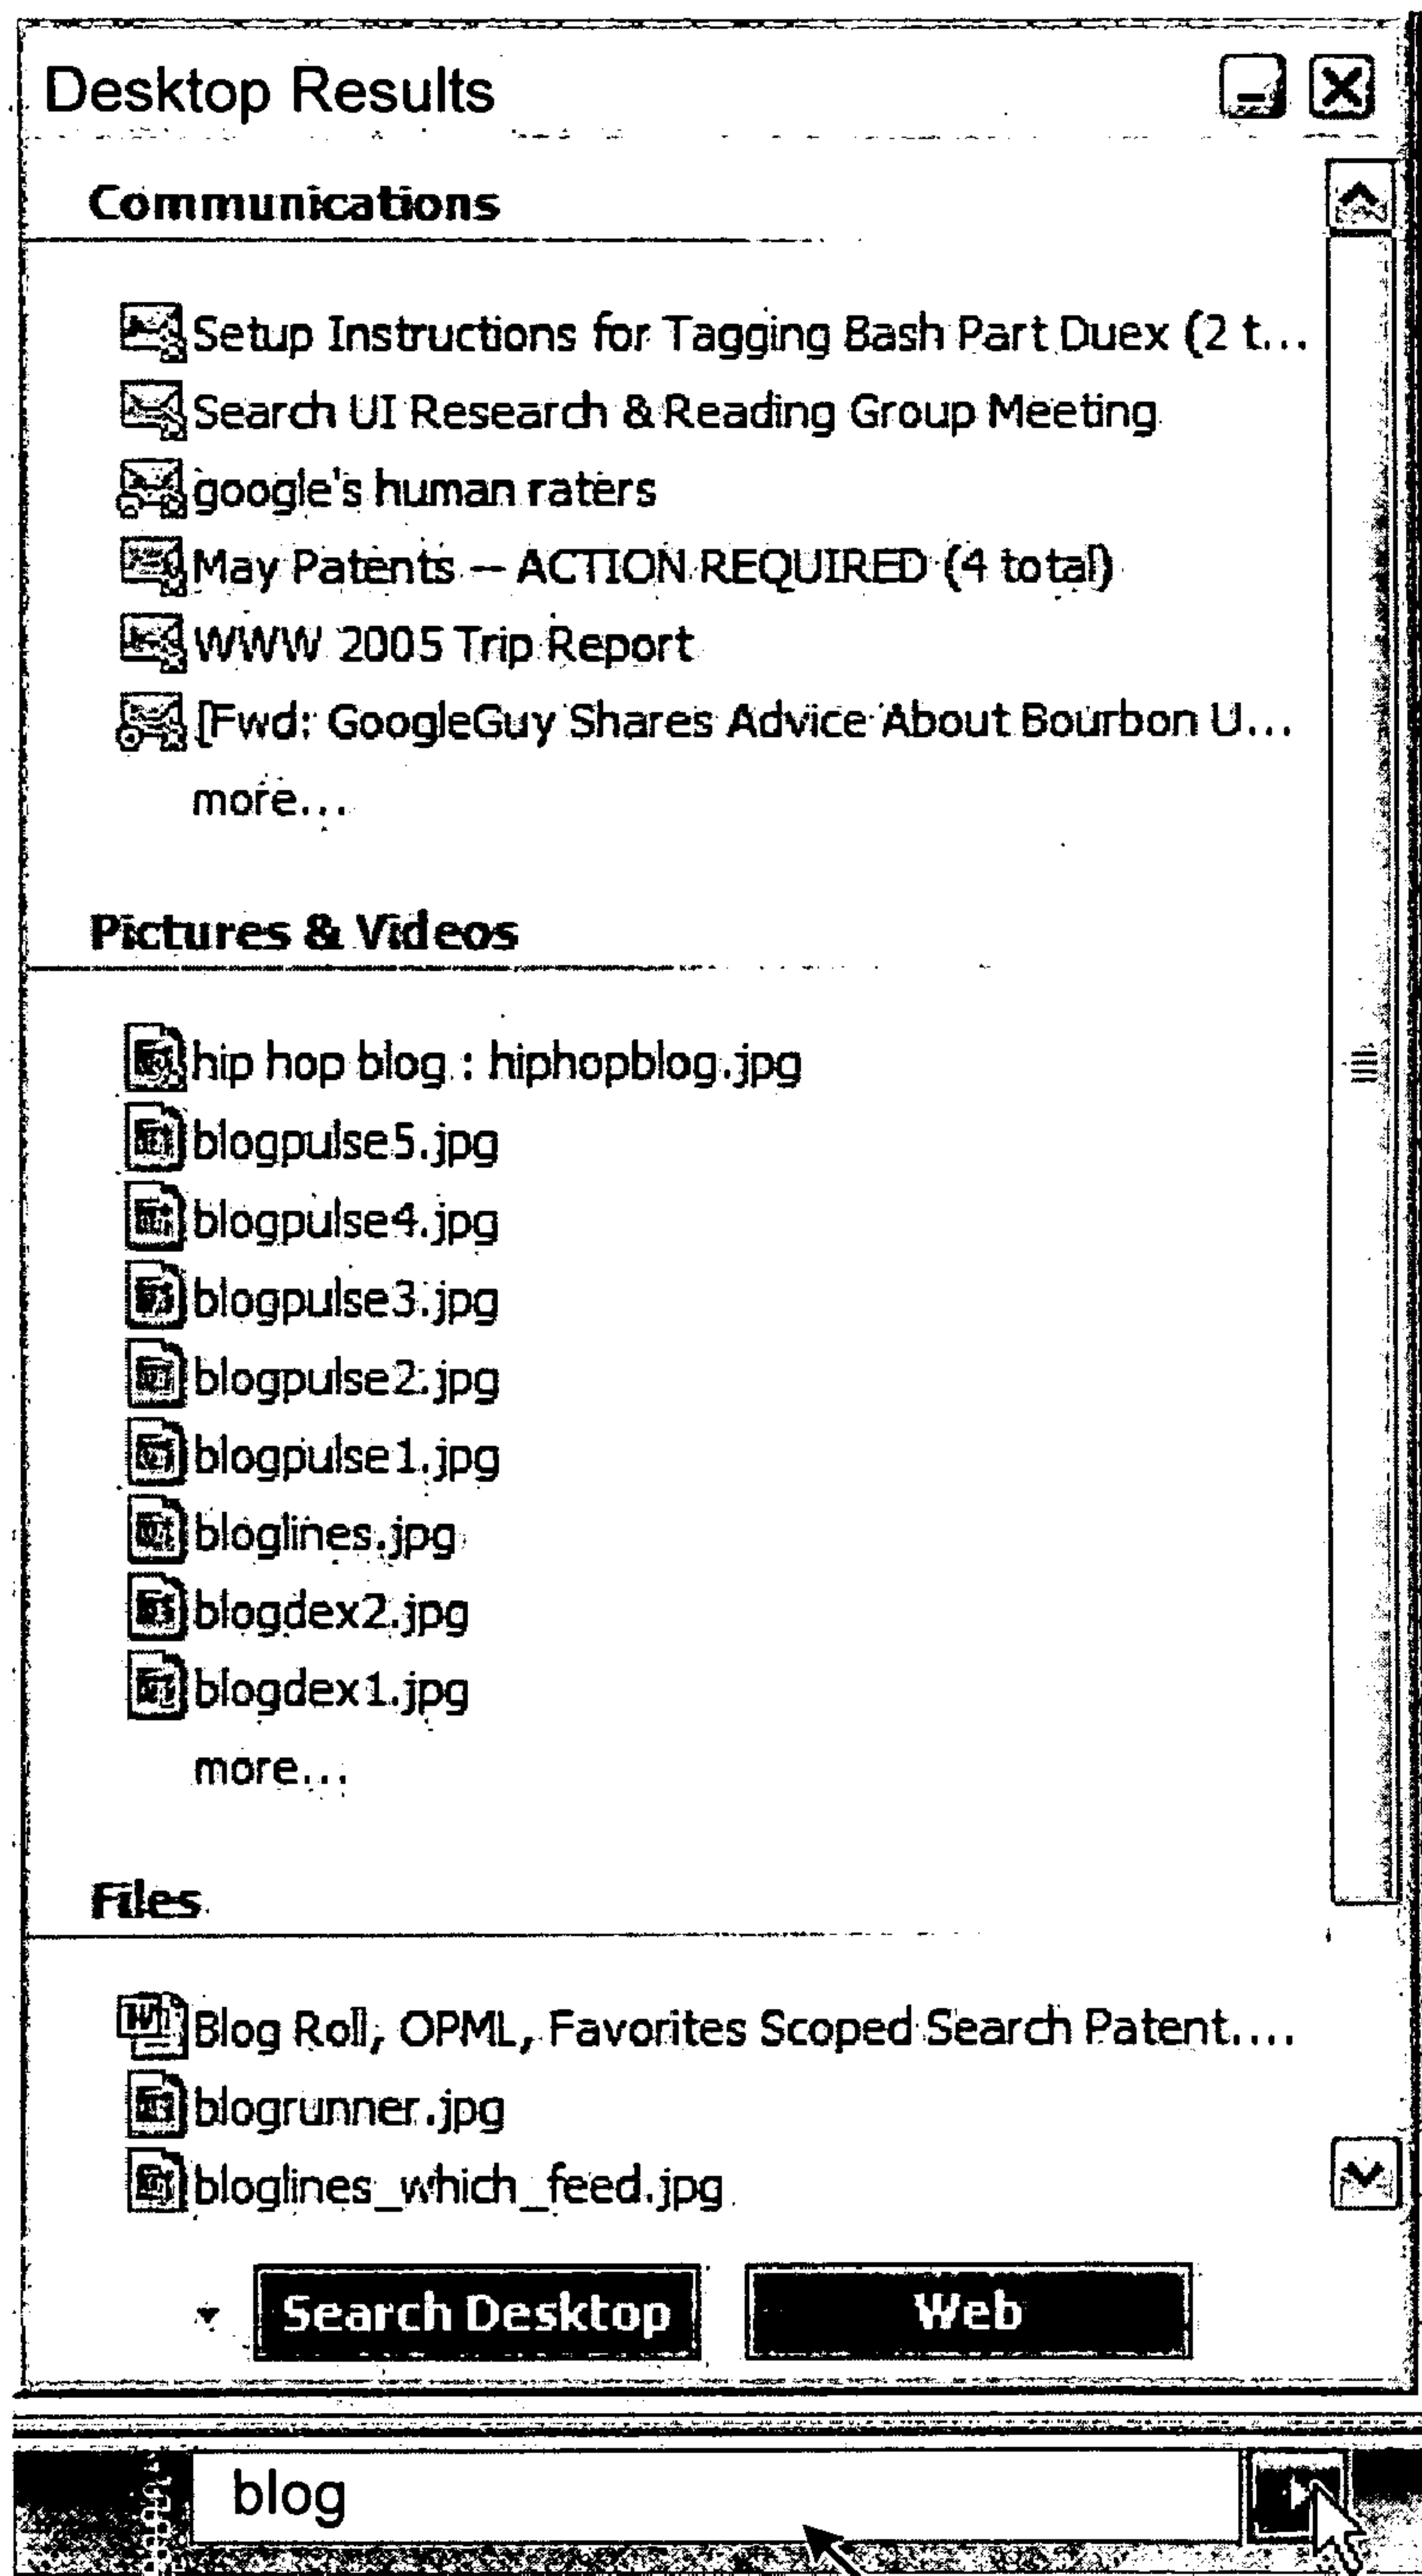 Desktop Results
Communications
Setup Instructions for Tagging Bash Part Duex (2 t...
Search UI Research & Reading Group Meeting
google's human raters
May Patents -- ACTION REQUIRED (4 total)
WWW 2005 Trip Report
[Fwd: GoogleGuy Shares Advice About Bourbon U...
more...
Pictures & Videos
hip hop blog : hiphopblog.jpg
blogpulse5.jpg
blogpulse4.jpg
blogpulse3.jpg
blogpulse2.jpg
blogpulse1.jpg
bloglines.jpg
blogdex2.jpg
blogdex1.jpg
more...
Files
Blog Roll, OPML, Favorites Scoped Search Patent....
blogrunner.jpg
bloglines_which_feed.jpg
Search Desktop Web
blog